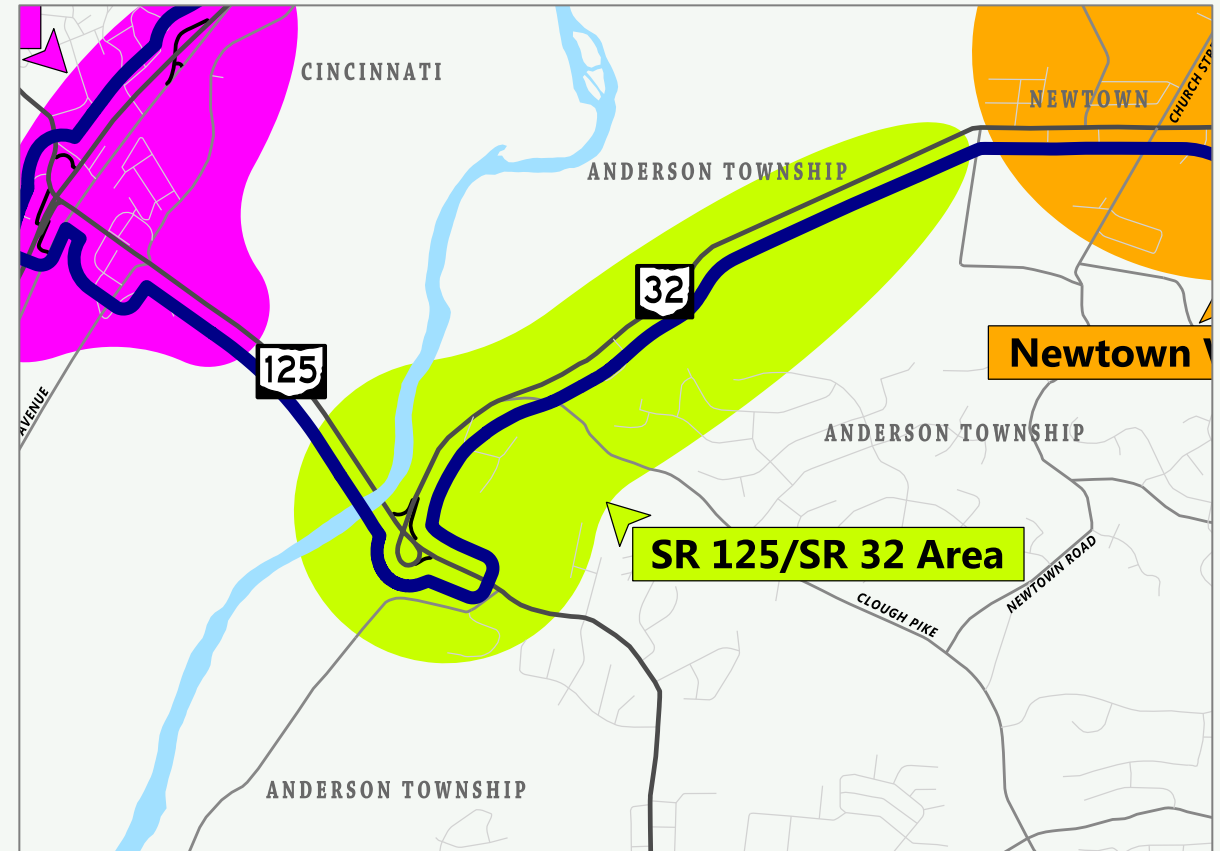 CINCINNATI
NEWTOWN
CHURCH
ANDERSON TOWNSHIP
32
125
Newtown
AVENUE
ANDERSON TOWNSHIP
SR 125/SR 32 Area
NEWTOWN ROAD
CLOUGH PIKE
ANDERSON TOWNSHIP